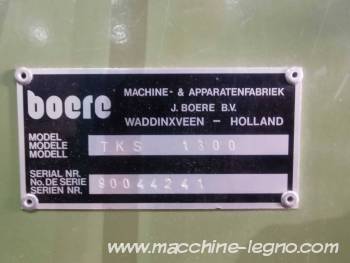 boere
MACHINE- & APPARATENFABRIEK
J. BOERE B.V.
WADDINXVEEN – HOLLAND
MODEL
MODÈLE
MODELL
TKS 1300
SERIAL NR.
No. DE SERIE
SERIEN NR.
90044241
www.macchine-legno.com